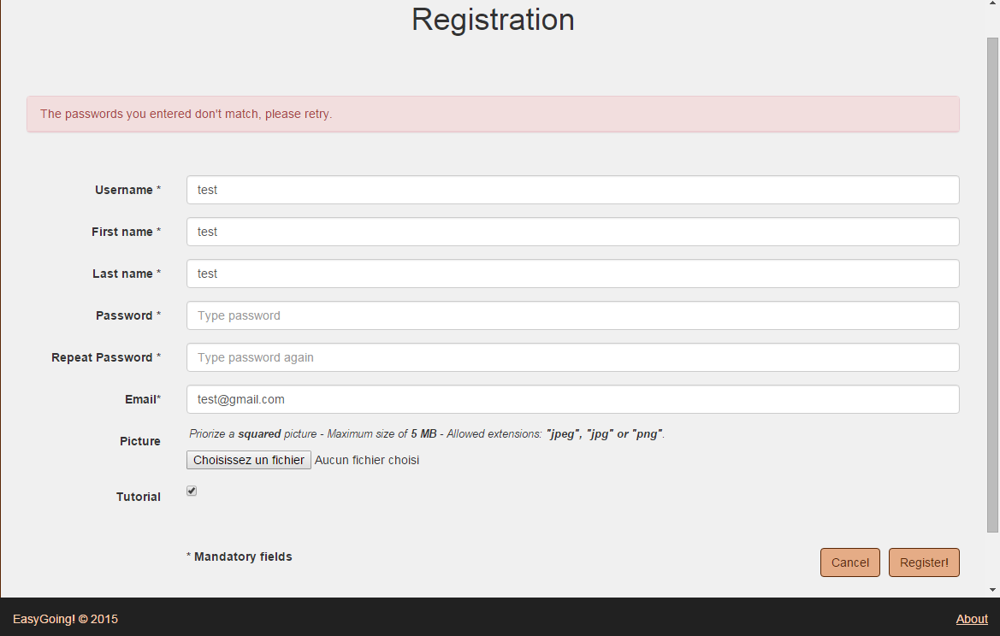 Registration
The passwords you entered don't match, please retry.
Username * test
First name * test
Last name * test
Password * Type password
Repeat Password * Type password again
Email* test@gmail.com
Picture Priorize a squared picture - Maximum size of 5 MB - Allowed extensions: "jpeg", "jpg" or "png".
Choisissez un fichier Aucun fichier choisi
Tutorial
* Mandatory fields Cancel Register!
EasyGoing! © 2015 About